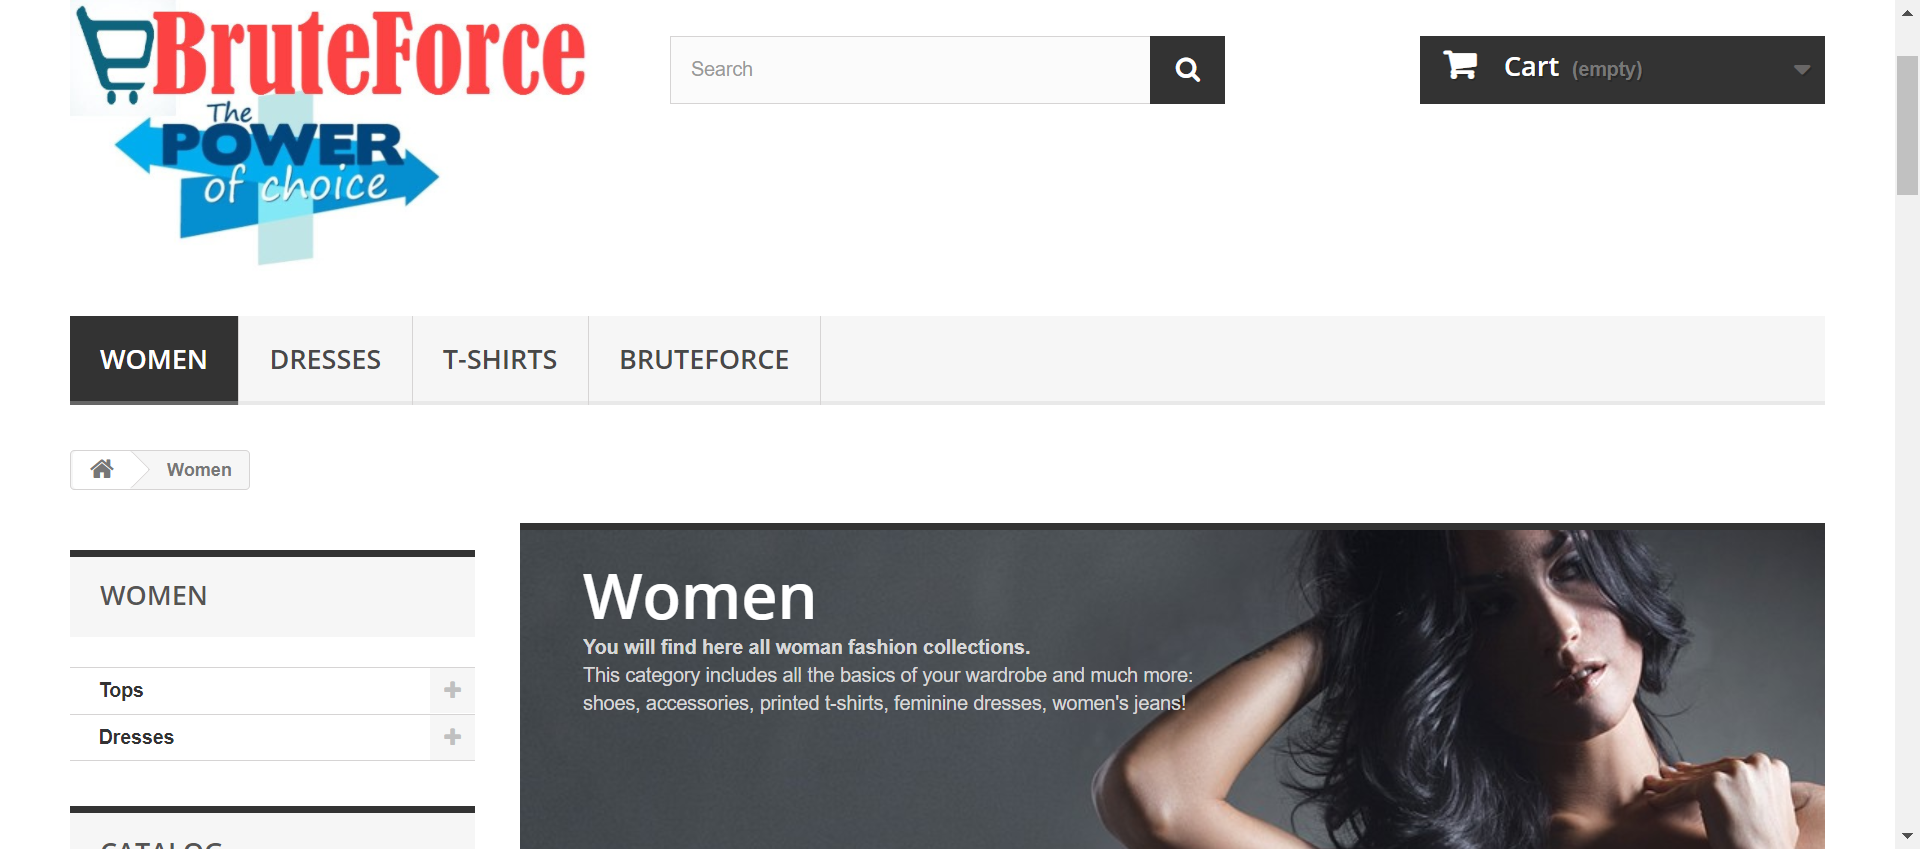 BruteForce
The
POWER
of choice
Search
Cart (empty)
WOMEN DRESSES T-SHIRTS BRUTEFORCE
Women
WOMEN
Tops
Dresses
CATALOG
Women
You will find here all woman fashion collections.
This category includes all the basics of your wardrobe and much more:
shoes, accessories, printed t-shirts, feminine dresses, women's jeans!